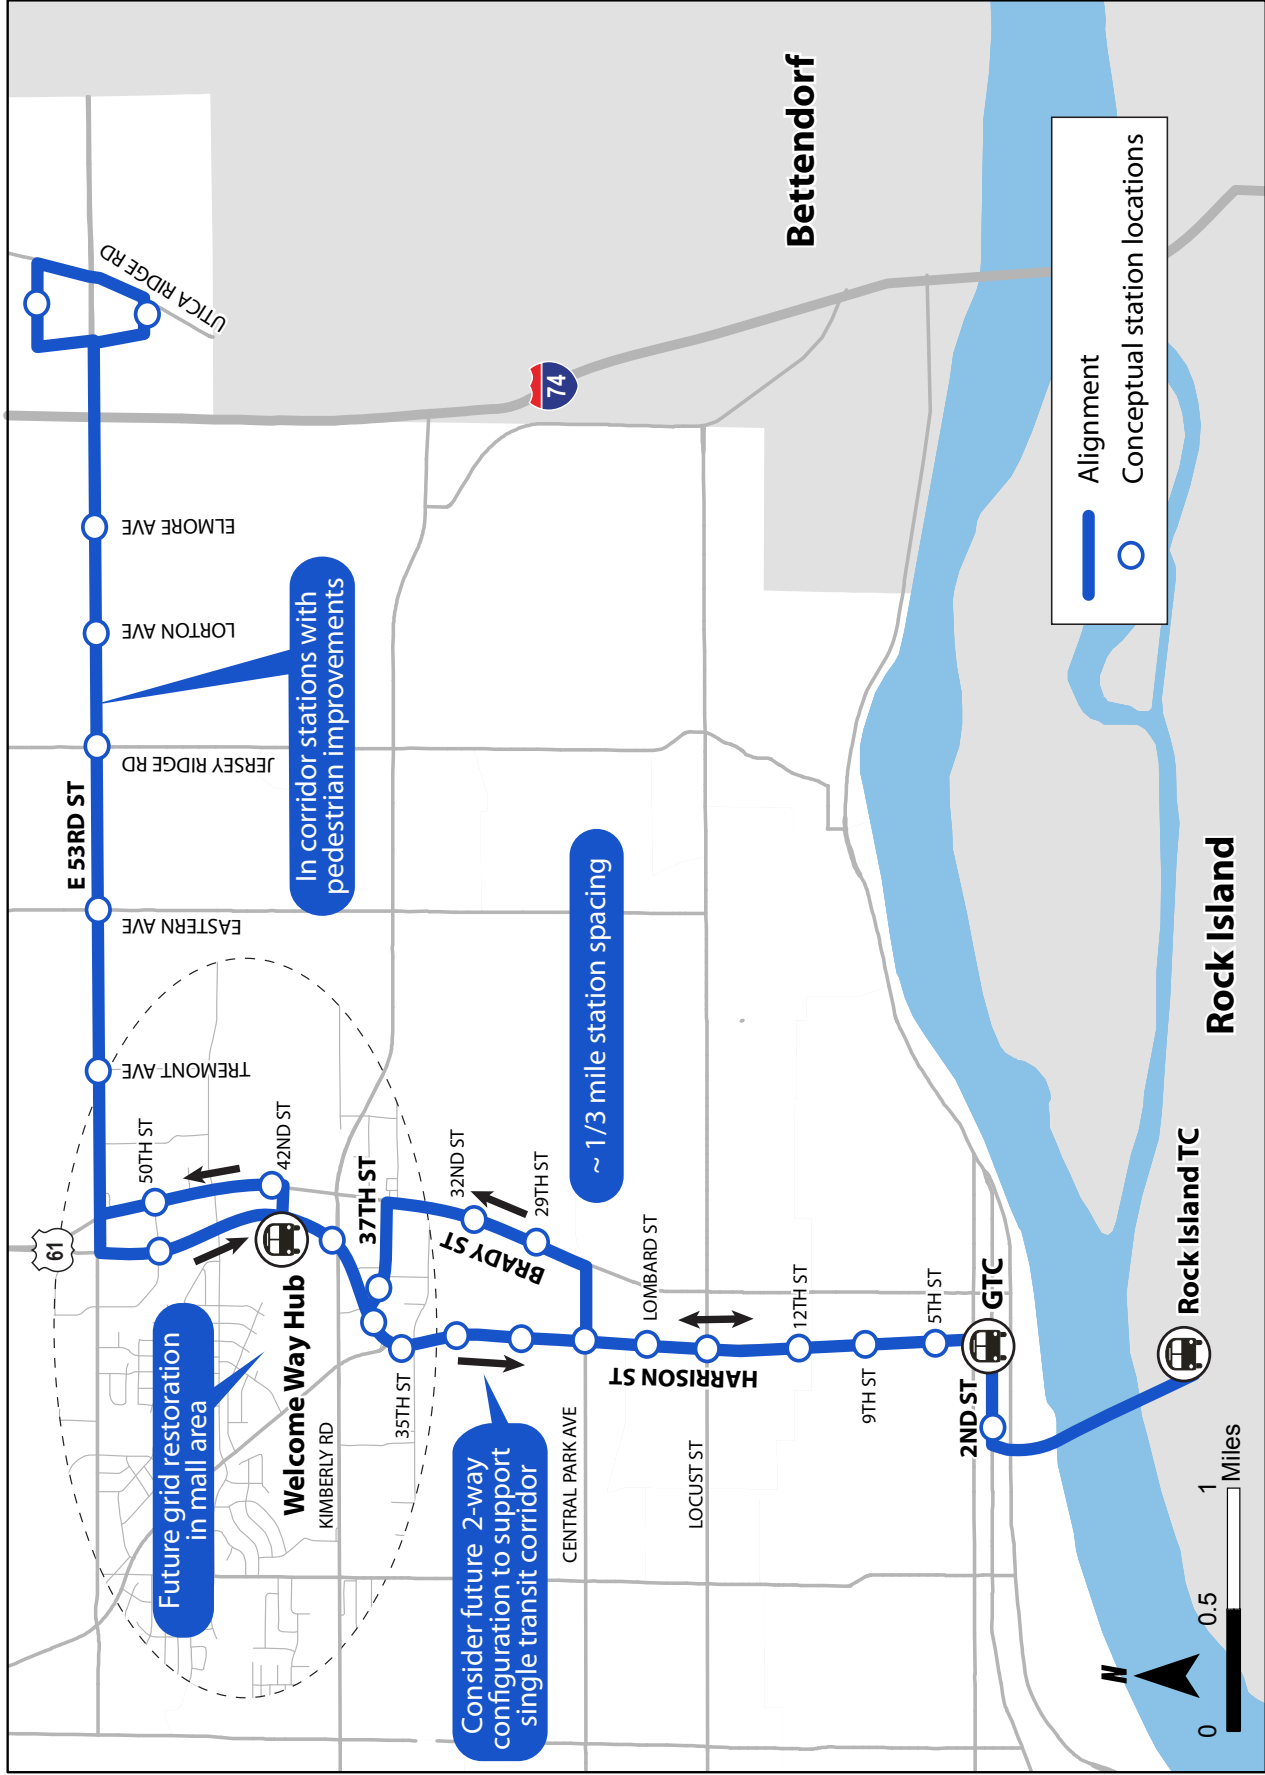 UTICA RIDGE RD
Bettendorf
74
ELMORE AVE
LORTON AVE
JERSEY RIDGE RD
E 53RD ST
EASTERN AVE
TREMONT AVE
In corridor stations with
pedestrian improvements
~ 1/3 mile station spacing
61
50TH ST
42ND ST
37TH ST
32ND ST
29TH ST
BRADY ST
Future grid restoration
in mall area
Welcome Way Hub
KIMBERLY RD
35TH ST
Consider future 2-way
configuration to support
single transit corridor
CENTRAL PARK AVE
LOMBARD ST
HARRISON ST
LOCUST ST
12TH ST
9TH ST
5TH ST
GTC
2ND ST
Rock Island TC
Rock Island
Alignment
Conceptual station locations
N
0 0.5 1
Miles